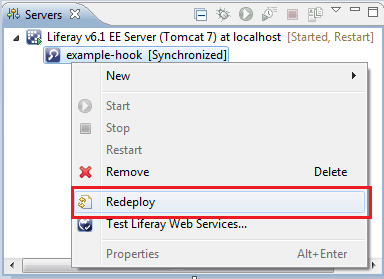 Servers
Liferay v6.1 EE Server (Tomcat 7) at localhost [Started, Restart]
example-hook [Synchronized]
New
Start
Stop
Restart
Remove Delete
Redeploy
Test Liferay Web Services...
Properties Alt+Enter